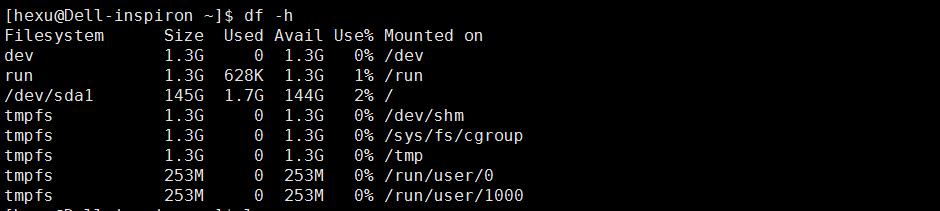 [hexu@Dell-inspiron ~]$ df -h
Filesystem      Size  Used Avail Use% Mounted on
dev             1.3G     0  1.3G   0% /dev
run             1.3G  628K  1.3G   1% /run
/dev/sda1       145G  1.7G  144G   2% /
tmpfs           1.3G     0  1.3G   0% /dev/shm
tmpfs           1.3G     0  1.3G   0% /sys/fs/cgroup
tmpfs           1.3G     0  1.3G   0% /tmp
tmpfs           253M     0  253M   0% /run/user/0
tmpfs           253M     0  253M   0% /run/user/1000